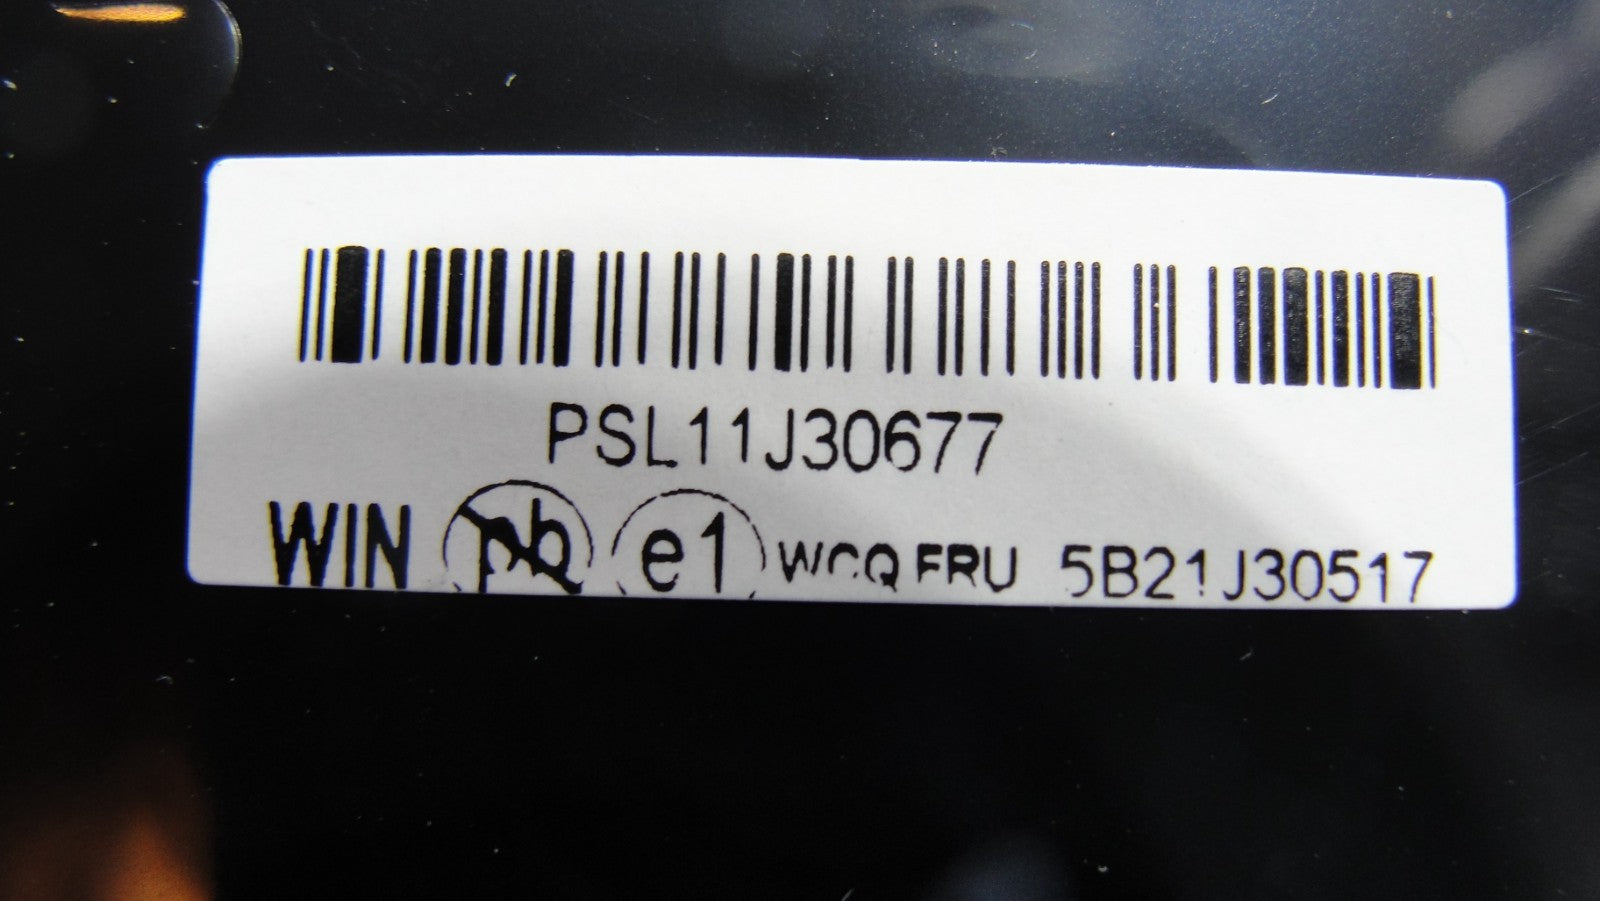 PSL11J30677
WIN Pb e1 WCQ FRU 5B21J30517